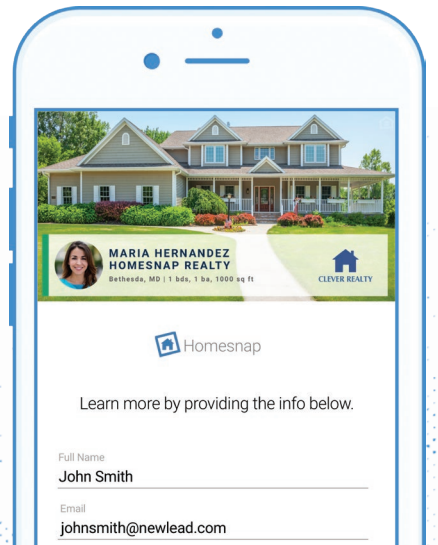 MARIA HERNANDEZ
HOMESNAP REALTY
Bethesda, MD | 1 bds, 1 ba, 1000 sq ft
CLEVER REALTY
Homesnap
Learn more by providing the info below.
Full Name
John Smith
Email
johnsmith@newlead.com